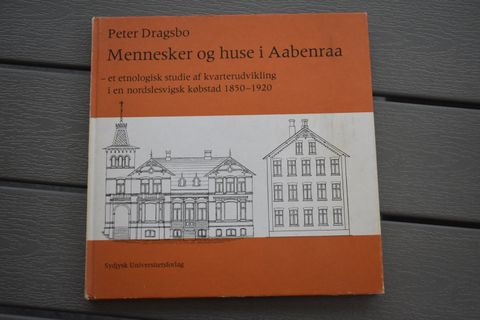 Peter Dragsbo
Mennesker og huse i Aabenraa
– et etnologisk studie af kvarterudvikling
i en nordslesvigsk købstad 1850-1920
Sydjysk Universitetsforlag